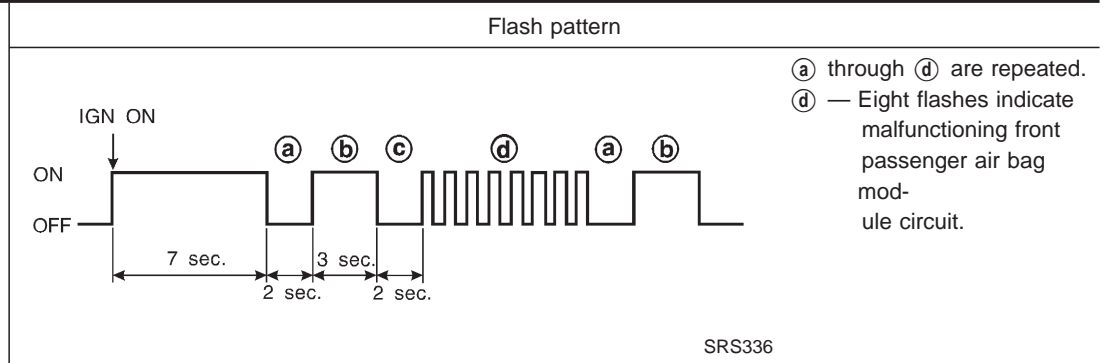 Flash pattern
ⓐ through ⓓ are repeated.
ⓓ — Eight flashes indicate
malfunctioning front
passenger air bag
mod-
ule circuit.
IGN ON
ⓐ ⓑ ⓒ ⓓ ⓐ ⓑ
ON
OFF
7 sec. 3 sec.
2 sec. 2 sec.
SRS336